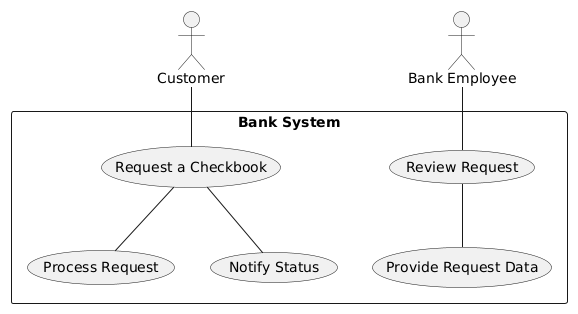 Customer
Bank Employee
Bank System
Request a Checkbook
Review Request
Process Request
Notify Status
Provide Request Data